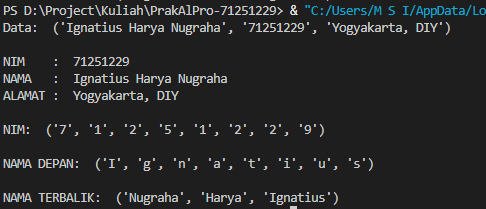 PS D:\Project\Kuliah\PrakAlPro-71251229> & "C:/Users/M S I/AppData/Lo
Data:  ('Ignatius Harya Nugraha', '71251229', 'Yogyakarta, DIY')
NIM    :  71251229
NAMA   :  Ignatius Harya Nugraha
ALAMAT :  Yogyakarta, DIY
NIM:  ('7', '1', '2', '5', '1', '2', '2', '9')
NAMA DEPAN:  ('I', 'g', 'n', 'a', 't', 'i', 'u', 's')
NAMA TERBALIK:  ('Nugraha', 'Harya', 'Ignatius')